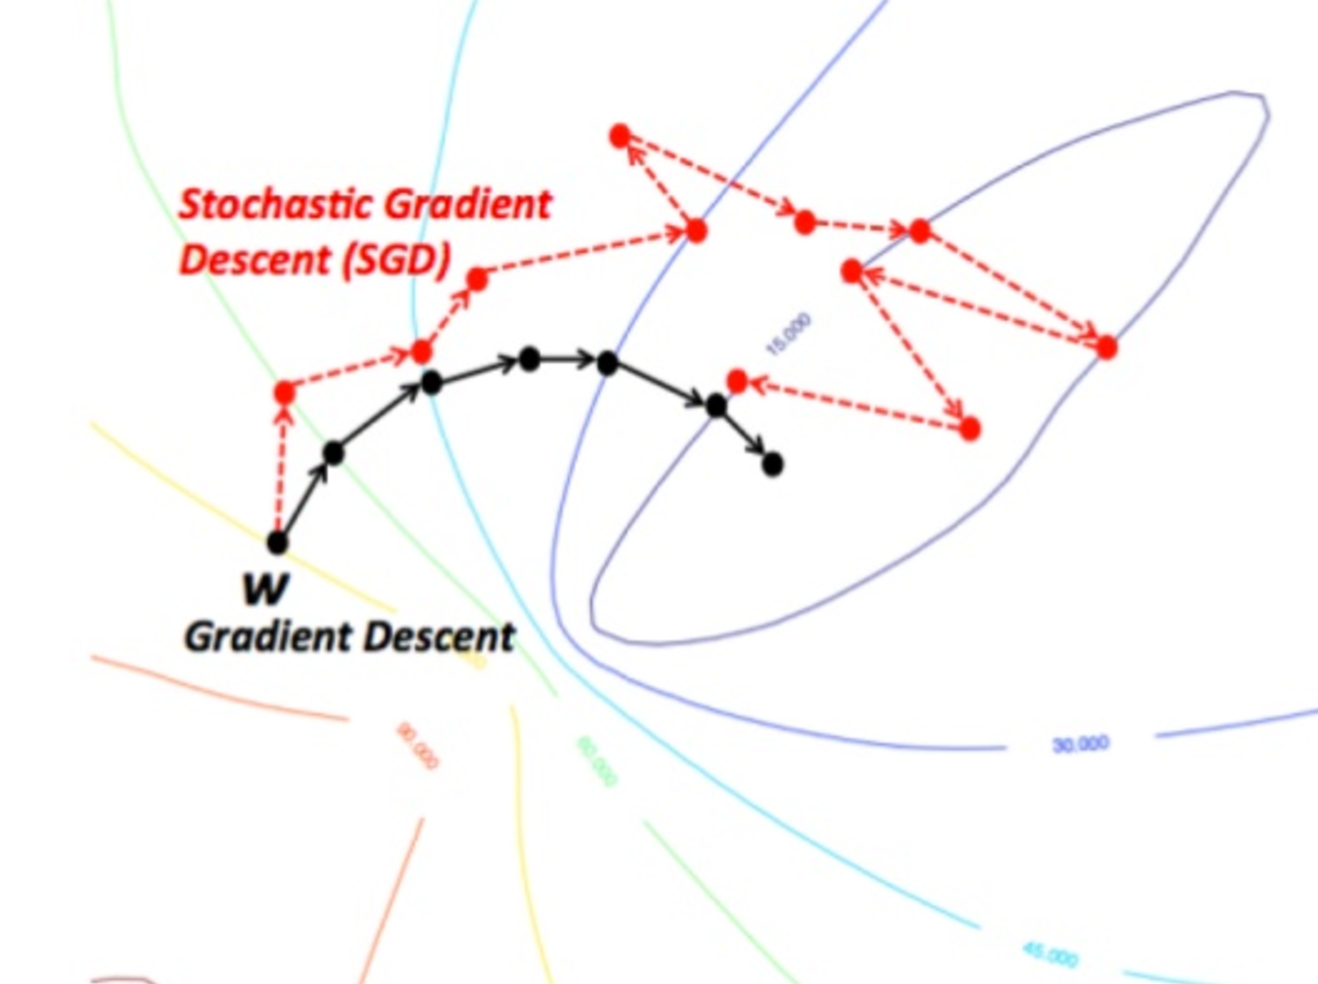 Stochastic Gradient
Descent (SGD)
15.000
W
Gradient Descent
90.000
60.000
30.000
45.000